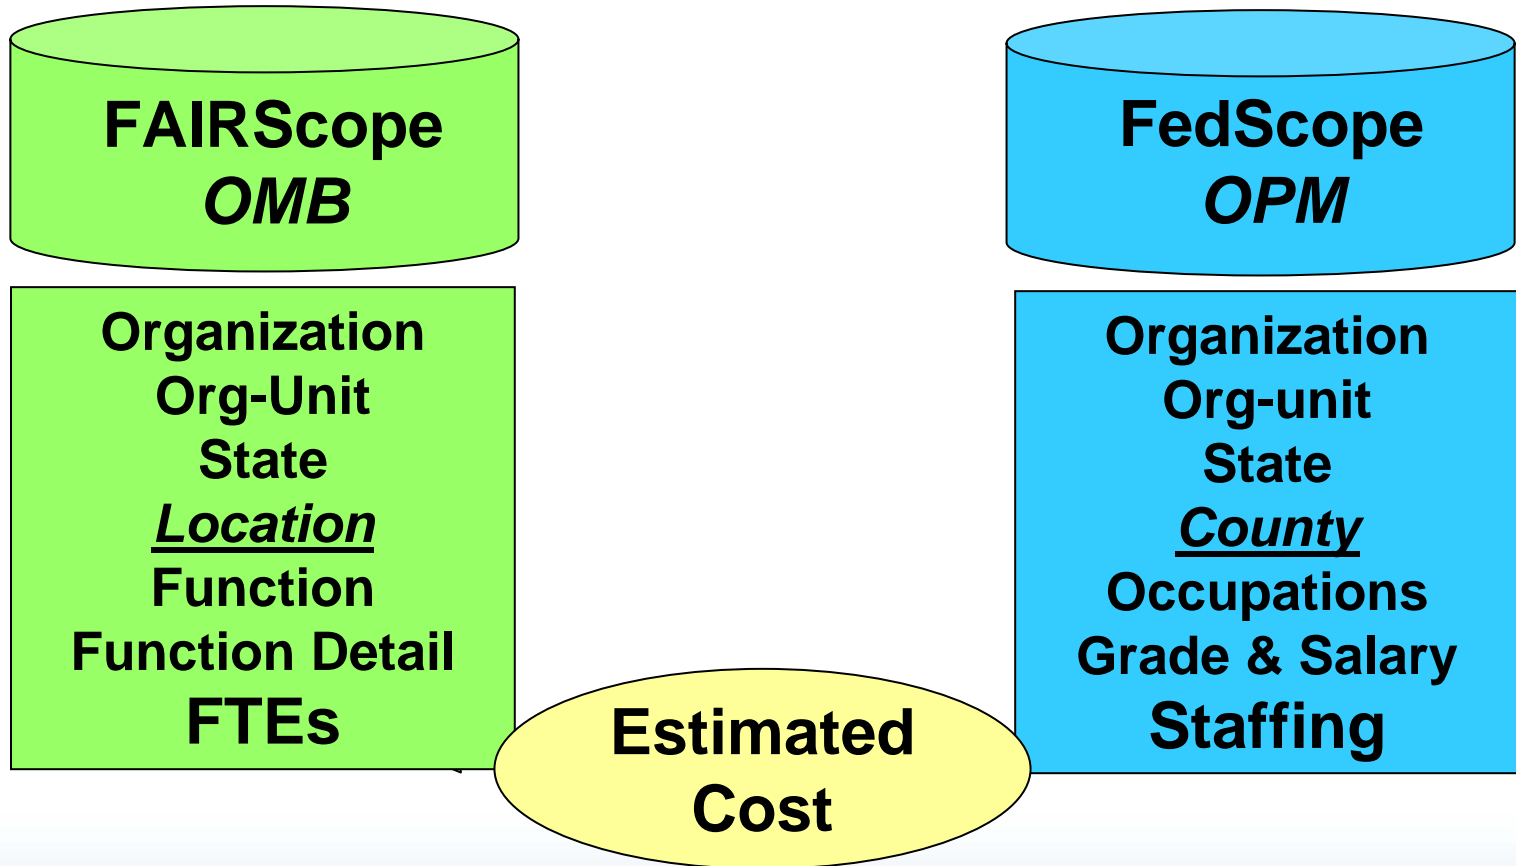 FAIRScope
OMB
Organization
Org-Unit
State
Location
Function
Function Detail
FTEs
FedScope
OPM
Organization
Org-unit
State
County
Occupations
Grade & Salary
Staffing
Estimated
Cost